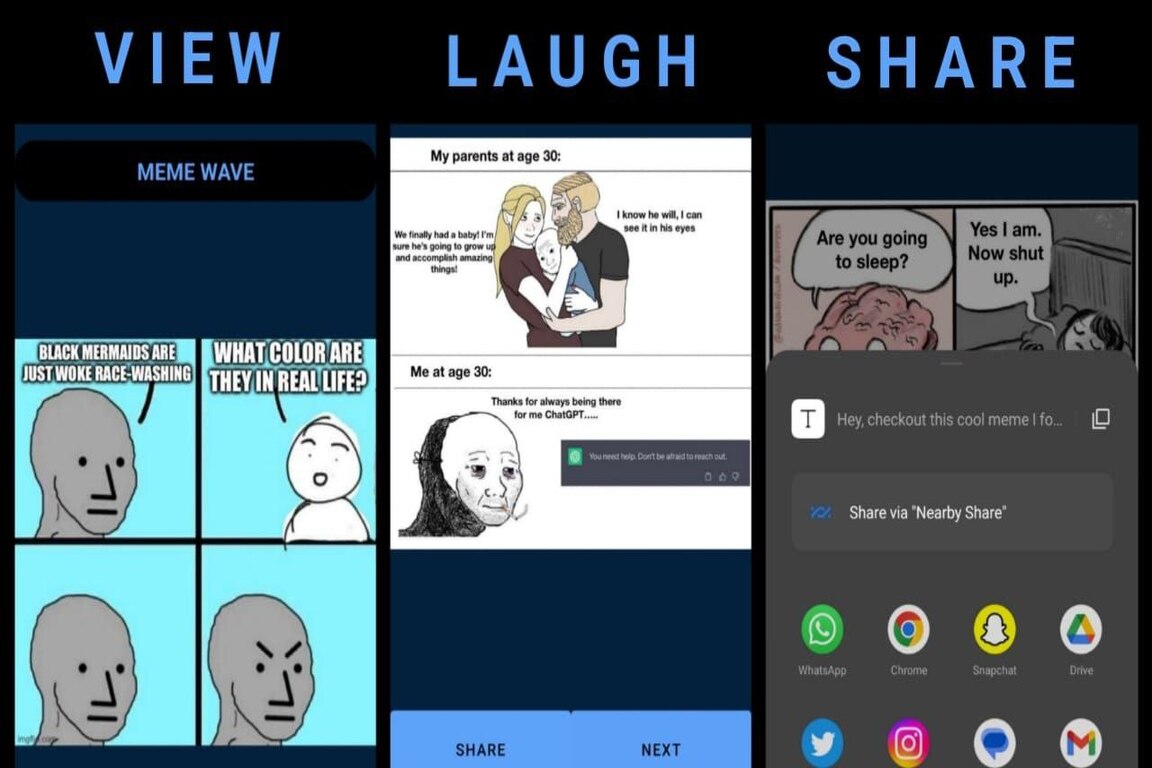 VIEW
LAUGH
SHARE
MEME WAVE
BLACK MERMAIDS ARE
JUST WOKE RACE-WASHING
WHAT COLOR ARE
THEY IN REAL LIFE?
My parents at age 30:
We finally had a baby! I'm
sure he's going to grow up
and accomplish amazing
things!
I know he will, I can
see it in his eyes
Me at age 30:
Thanks for always being there
for me ChatGPT.....
You need help. Don't be afraid to reach out.
SHARE
NEXT
Are you going
to sleep?
Yes I am.
Now shut
up.
T
Hey, checkout this cool meme I fo...
Share via "Nearby Share"
WhatsApp
Chrome
Snapchat
Drive